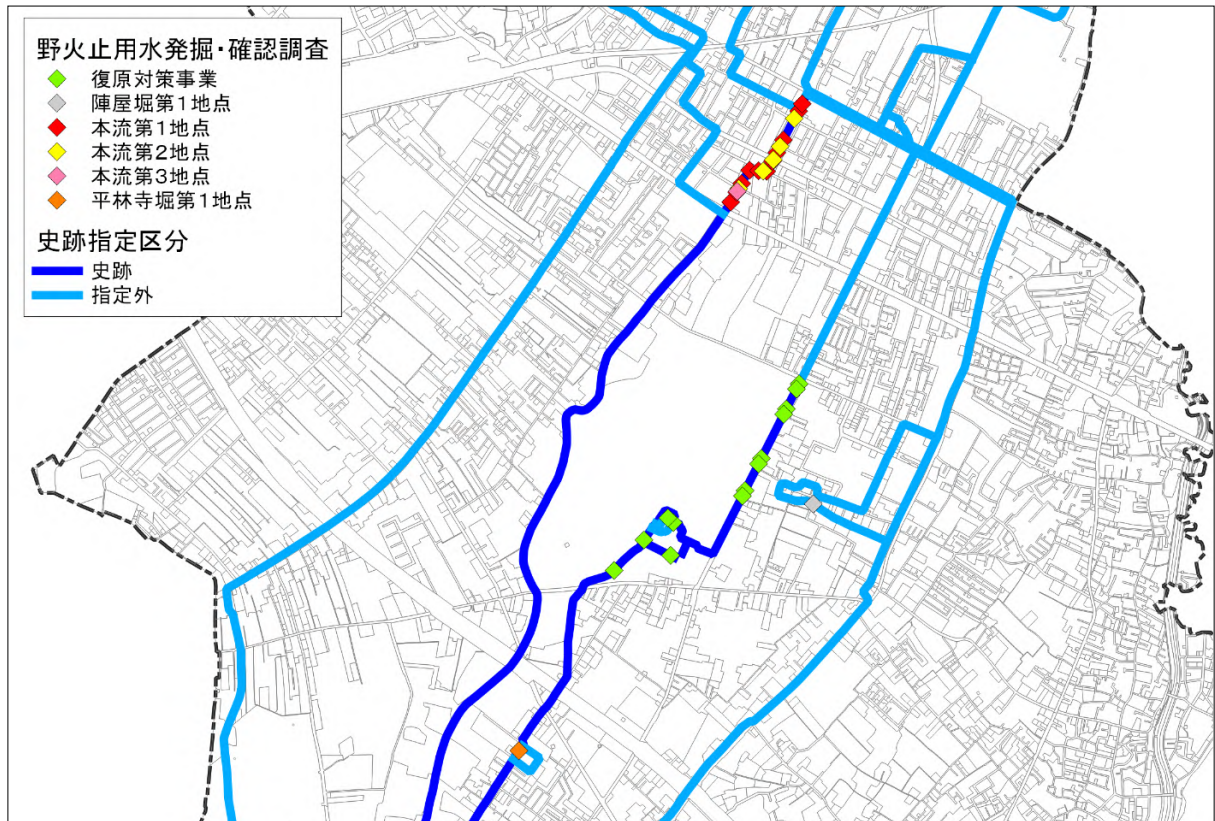 野火止用水発掘・確認調査
復原対策事業
陣屋堀第1地点
本流第1地点
本流第2地点
本流第3地点
平林寺堀第1地点
史跡指定区分
史跡
指定外